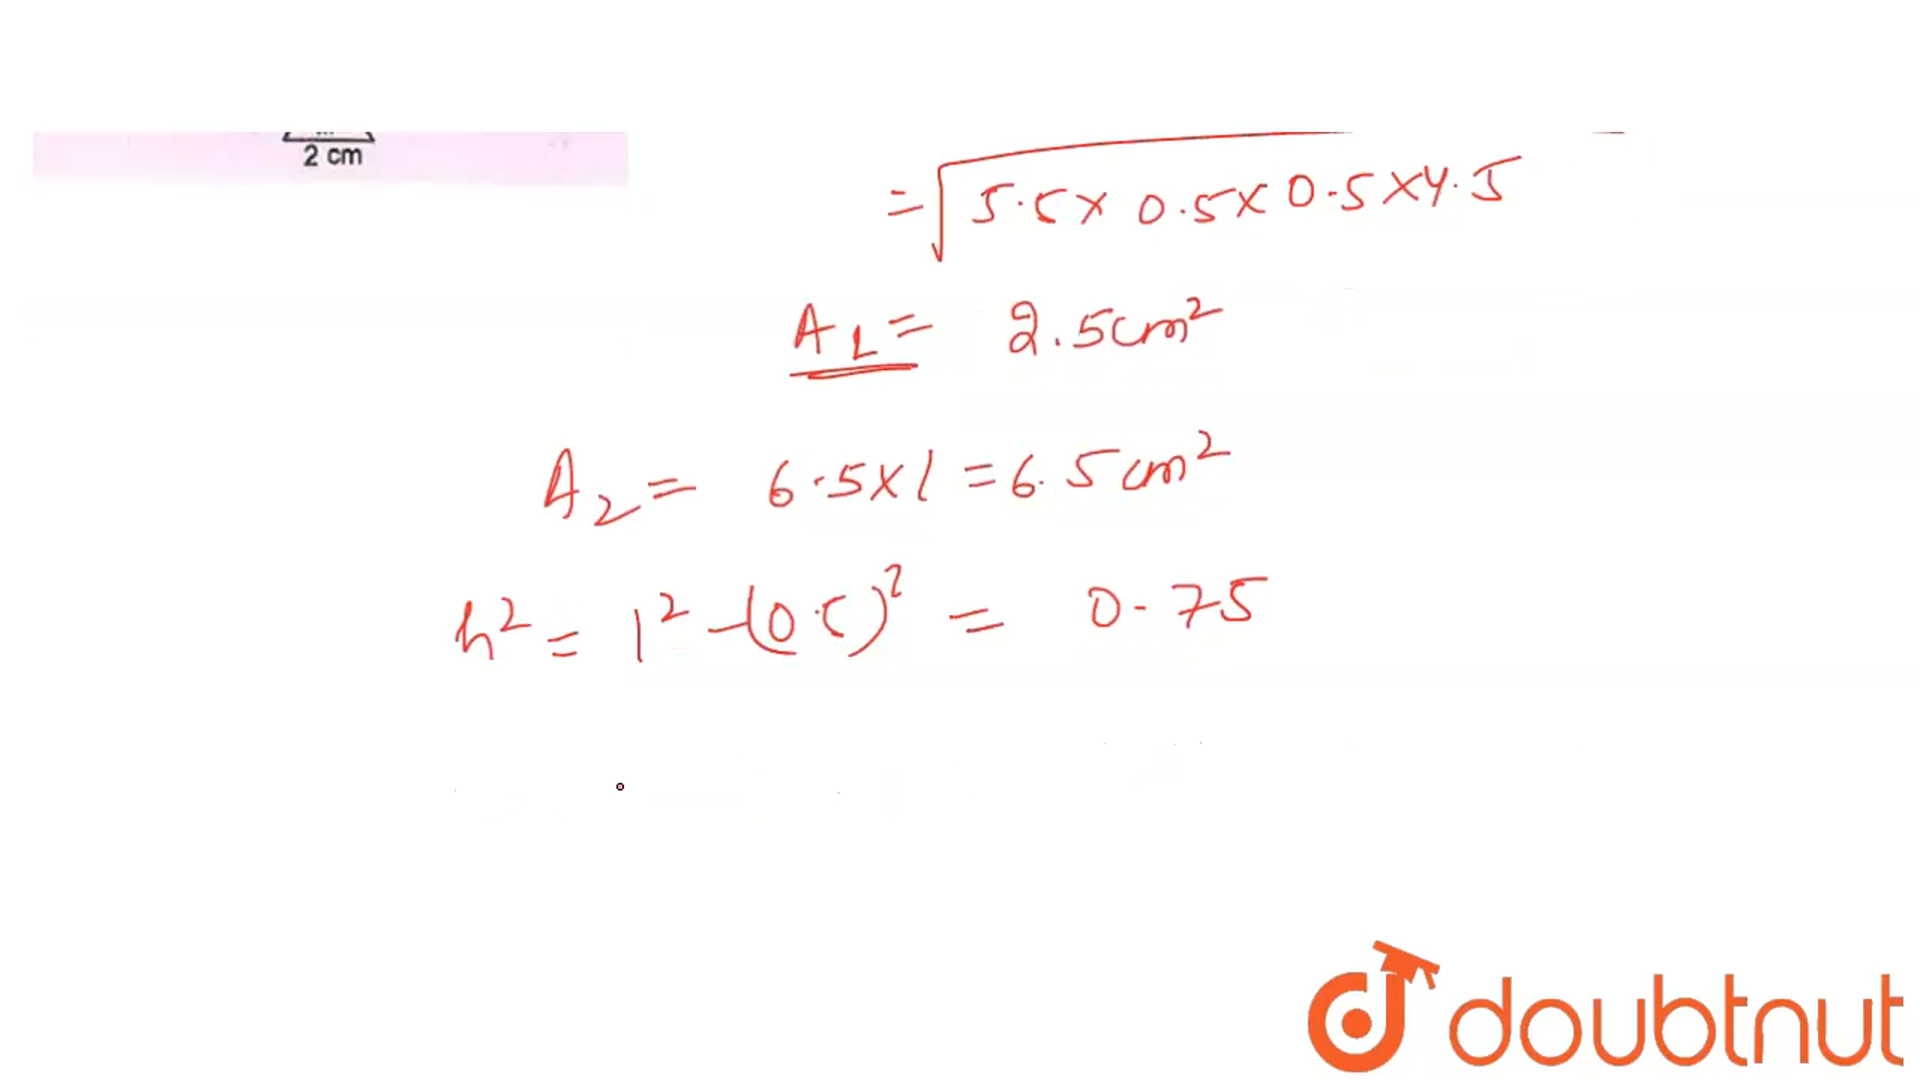 2 cm
= √5.5 × 0.5 × 0.5 × 4.5
A₁ = 2.5 cm²
A₂ = 6.5 × 1 = 6.5 cm²
h² = 1² - (0.5)² = 0.75
doubtnut